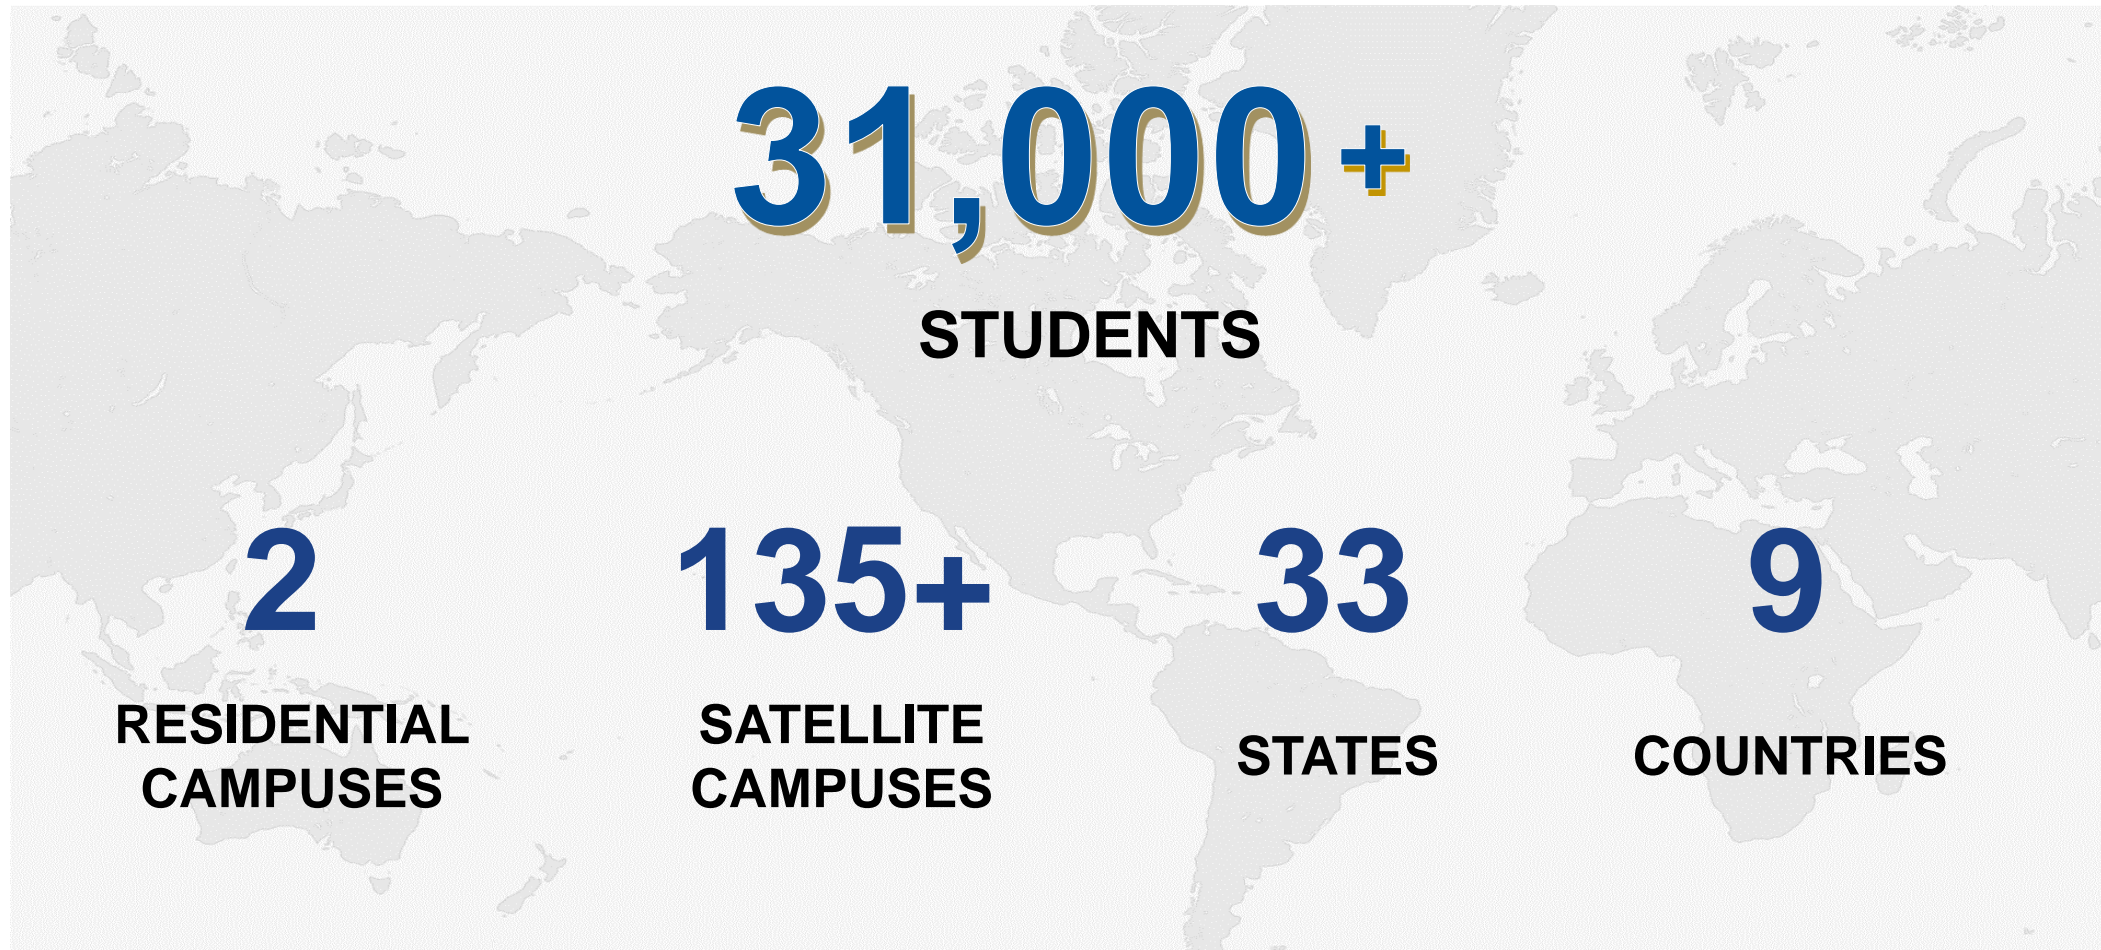 31,000+
STUDENTS
2
RESIDENTIAL
CAMPUSES
135+
SATELLITE
CAMPUSES
33
STATES
9
COUNTRIES